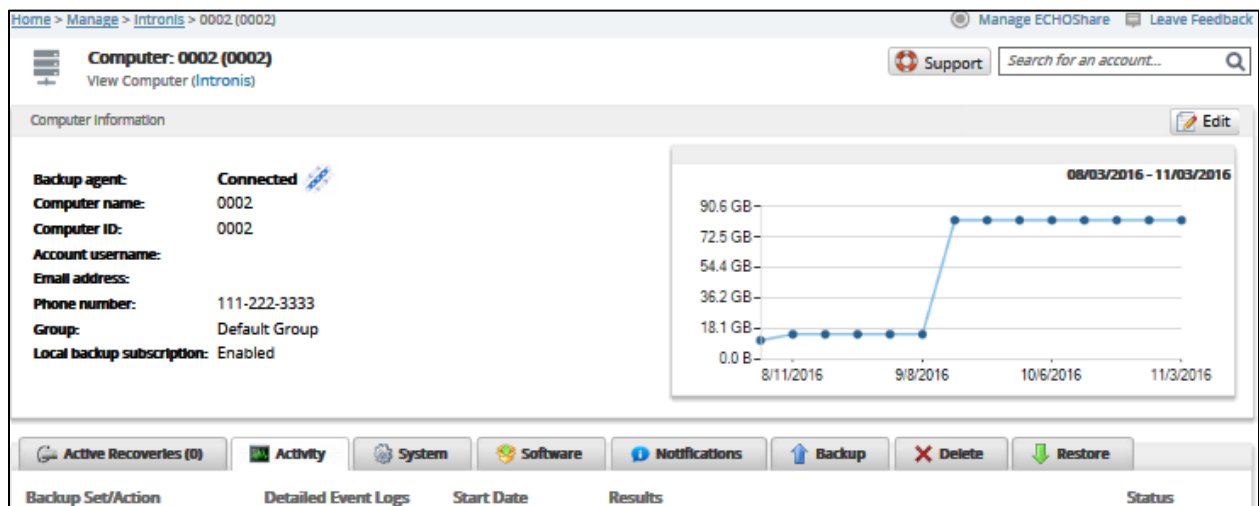 Home > Manage > Intronis > 0002 (0002)
Manage ECHOShare Leave Feedback
Computer: 0002 (0002)
View Computer (Intronis)
Support
Search for an account...
Computer Information
Edit
Backup agent: Connected
Computer name: 0002
Computer ID: 0002
Account username:
Email address:
Phone number: 111-222-3333
Group: Default Group
Local backup subscription: Enabled
08/03/2016 - 11/03/2016
90.6 GB
72.5 GB
54.4 GB
36.2 GB
18.1 GB
0.0 B
8/11/2016 9/8/2016 10/6/2016 11/3/2016
Active Recoveries (0) Activity System Software Notifications Backup Delete Restore
Backup Set/Action Detailed Event Logs Start Date Results Status